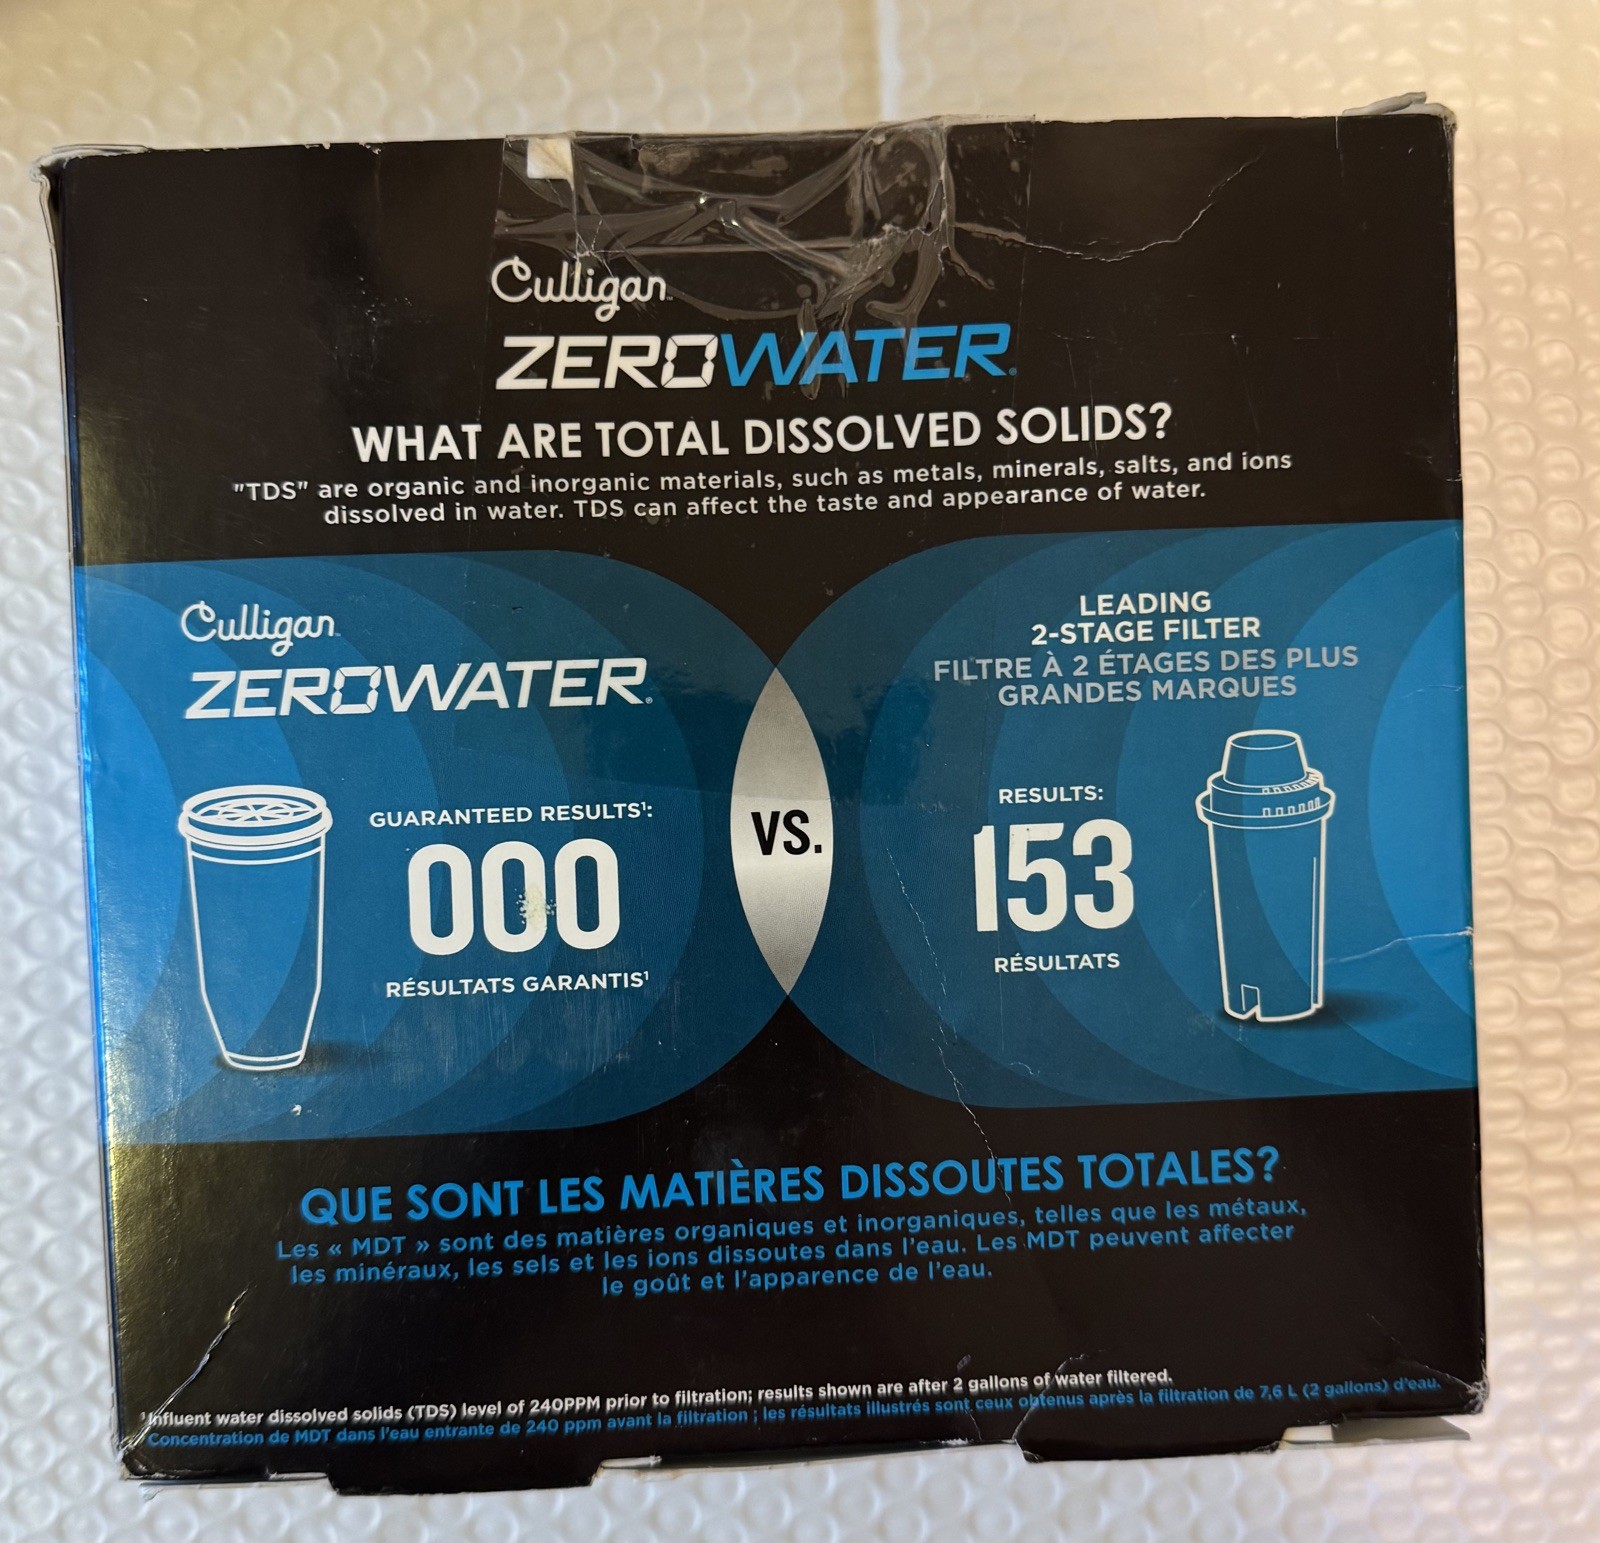 Culligan
ZEROWATER
WHAT ARE TOTAL DISSOLVED SOLIDS?
"TDS" are organic and inorganic materials, such as metals, minerals, salts, and ions
dissolved in water. TDS can affect the taste and appearance of water.
Culligan
ZEROWATER
GUARANTEED RESULTS¹:
000
RÉSULTATS GARANTIS¹
VS.
LEADING
2-STAGE FILTER
FILTRE À 2 ÉTAGES DES PLUS
GRANDES MARQUES
RESULTS:
153
RÉSULTATS
QUE SONT LES MATIÈRES DISSOUTES TOTALES?
Les « MDT » sont des matières organiques et inorganiques, telles que les métaux,
les minéraux, les sels et les ions dissoutes dans l'eau. Les MDT peuvent affecter
le goût et l'apparence de l'eau.
¹Influent water dissolved solids (TDS) level of 240PPM prior to filtration; results shown are after 2 gallons of water filtered.
Concentration de MDT dans l'eau entrante de 240 ppm avant la filtration ; les résultats illustrés sont ceux obtenus après la filtration de 7,6 L (2 gallons) d'eau.